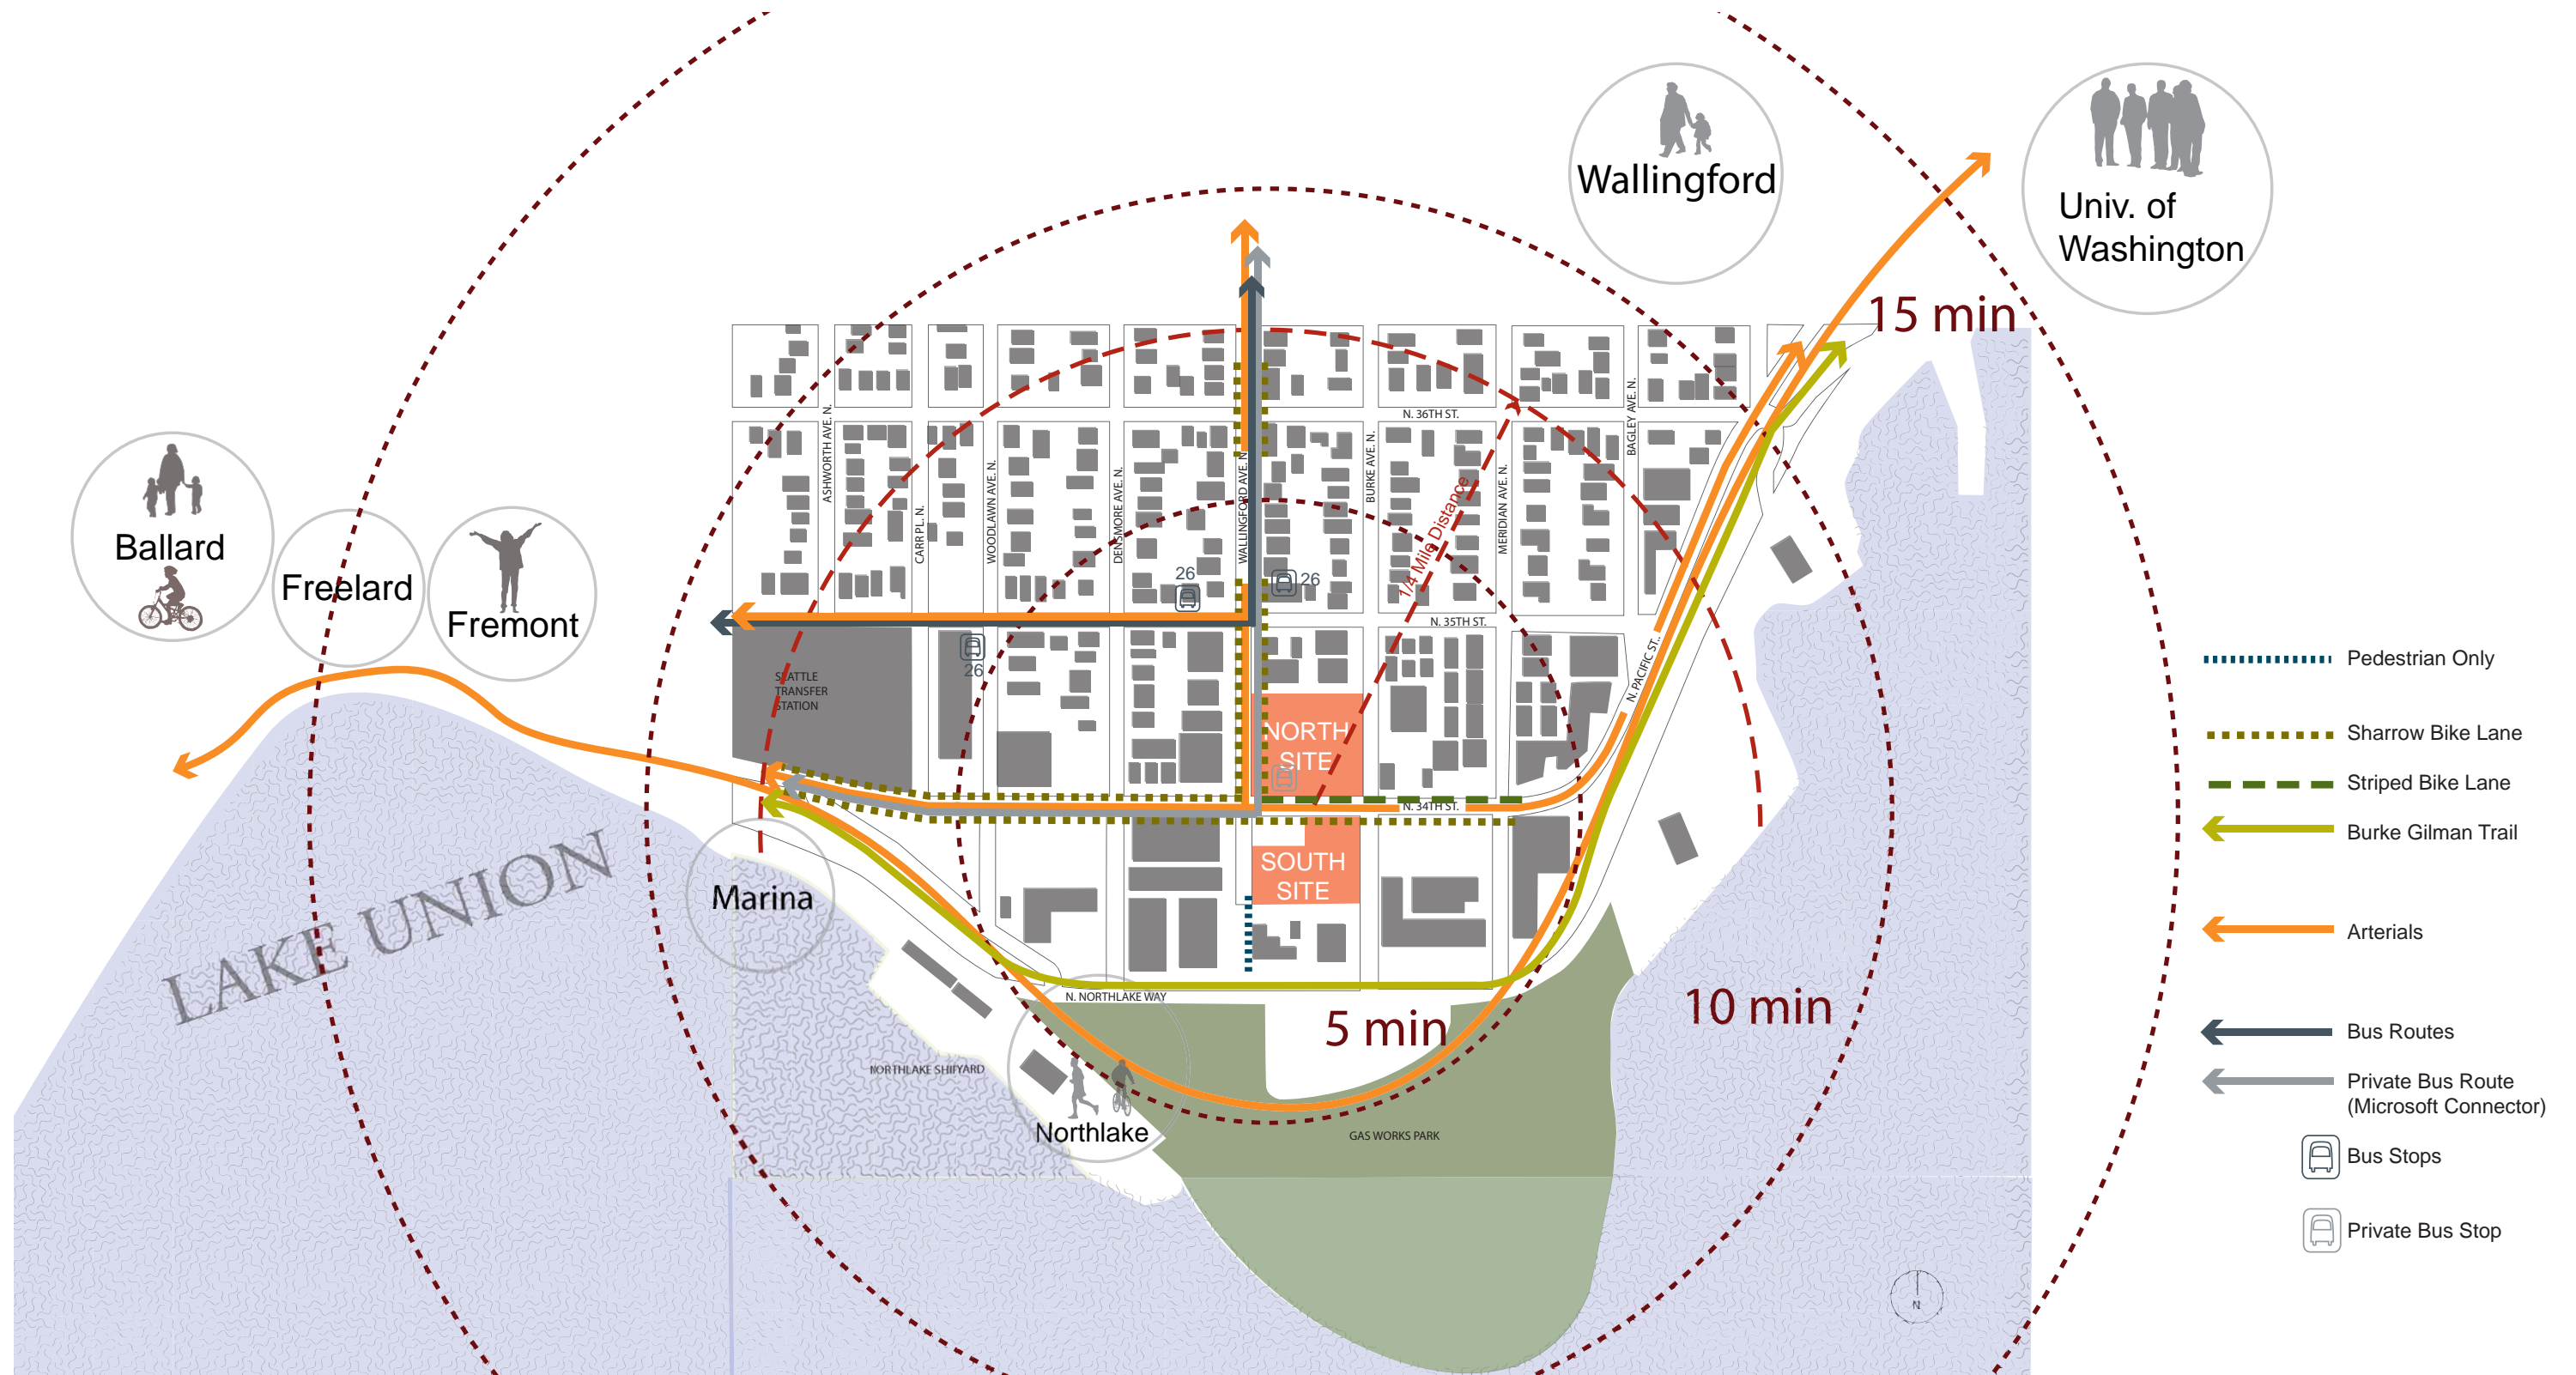 Wallingford
Univ. of
Washington
15 min
Ballard
Freelard
Fremont
N. 36TH ST.
ASHWORTH AVE. N.
CARR PL. N.
WOODLAWN AVE. N.
DENSMORE AVE. N.
WALLINGFORD AVE. N.
BURKE AVE. N.
1/4 Mile Distance
MERIDIAN AVE. N.
BAGLEY AVE. N.
26
26
N. 35TH ST.
26
N. PACIFIC ST..
SEATTLE
TRANSFER
STATION
NORTH
SITE
N. 34TH ST.
SOUTH
SITE
Marina
LAKE UNION
N. NORTHLAKE WAY
5 min
10 min
NORTHLAKE SHIPYARD
Northlake
GAS WORKS PARK
Pedestrian Only
Sharrow Bike Lane
Striped Bike Lane
Burke Gilman Trail
Arterials
Bus Routes
Private Bus Route
(Microsoft Connector)
Bus Stops
Private Bus Stop
N